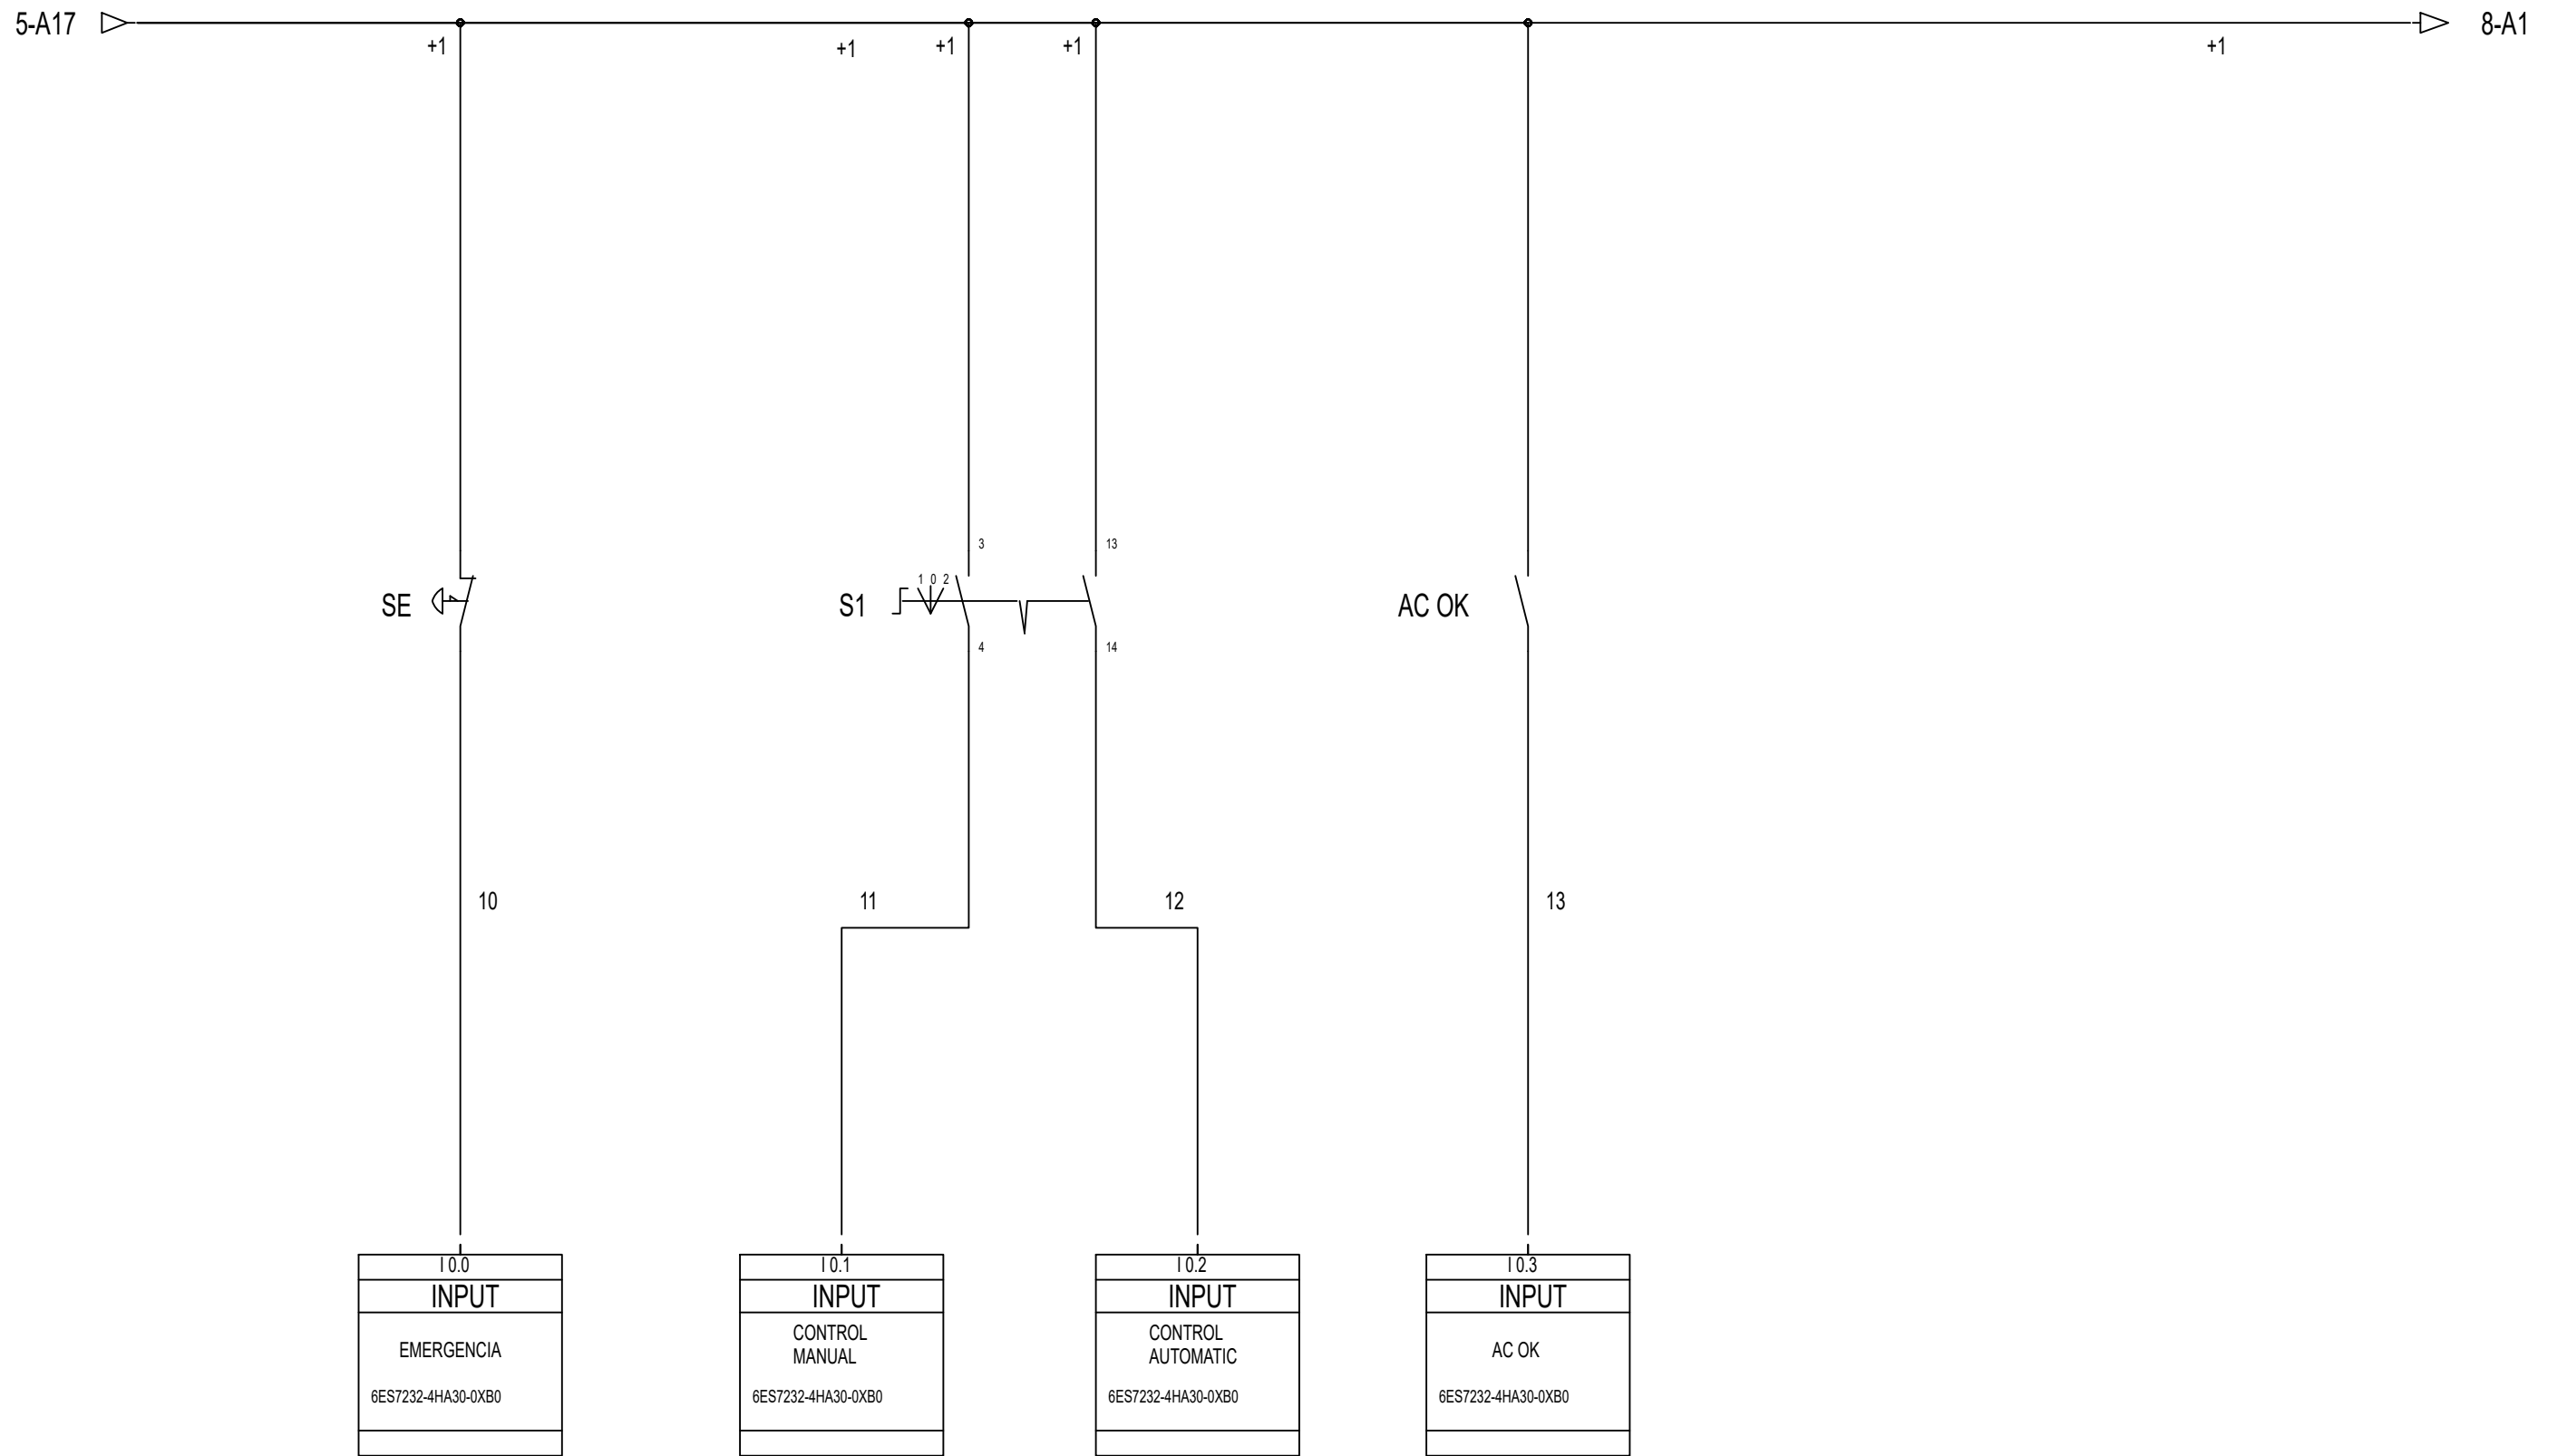 5-A17
8-A1
+1
+1
+1
+1
+1
3
13
SE
1 0 2
S1
AC OK
4
14
10
11
12
13
I 0.0
INPUT
EMERGENCIA
6ES7232-4HA30-0XB0
I 0.1
INPUT
CONTROL
MANUAL
6ES7232-4HA30-0XB0
I 0.2
INPUT
CONTROL
AUTOMATIC
6ES7232-4HA30-0XB0
I 0.3
INPUT
AC OK
6ES7232-4HA30-0XB0